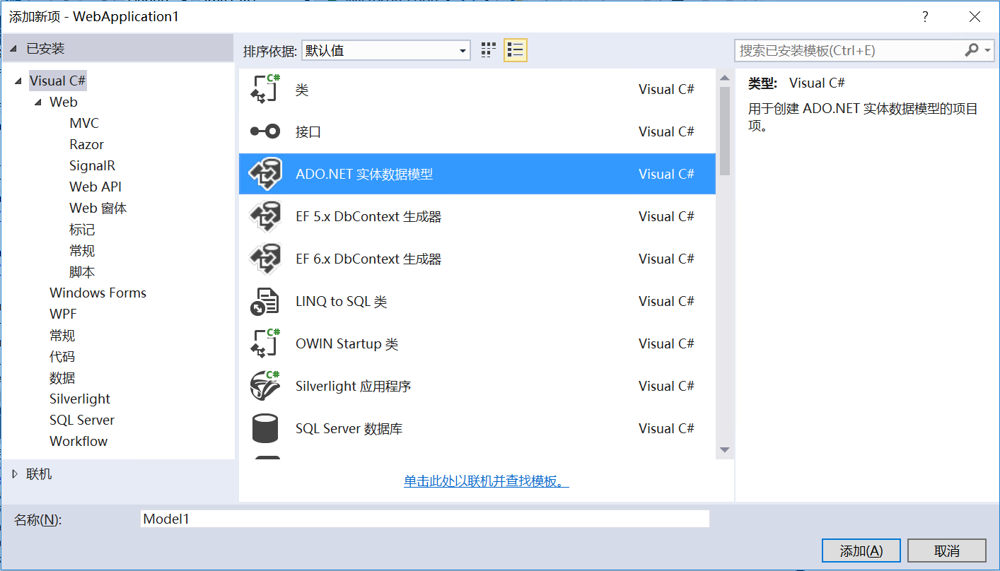 添加新项 - WebApplication1
?
已安装
排序依据: 默认值
搜索已安装模板(Ctrl+E)
Visual C#
Web
MVC
Razor
SignalR
Web API
Web 窗体
标记
常规
脚本
Windows Forms
WPF
常规
代码
数据
Silverlight
SQL Server
Workflow
联机
C# 类 Visual C#
接口 Visual C#
ADO.NET 实体数据模型 Visual C#
EF 5.x DbContext 生成器 Visual C#
EF 6.x DbContext 生成器 Visual C#
LINQ to SQL 类 Visual C#
C# OWIN Startup 类 Visual C#
C# Silverlight 应用程序 Visual C#
SQL Server 数据库 Visual C#
单击此处以联机并查找模板。
类型: Visual C#
用于创建 ADO.NET 实体数据模型的项目
项。
名称(N): Model1
添加(A) 取消